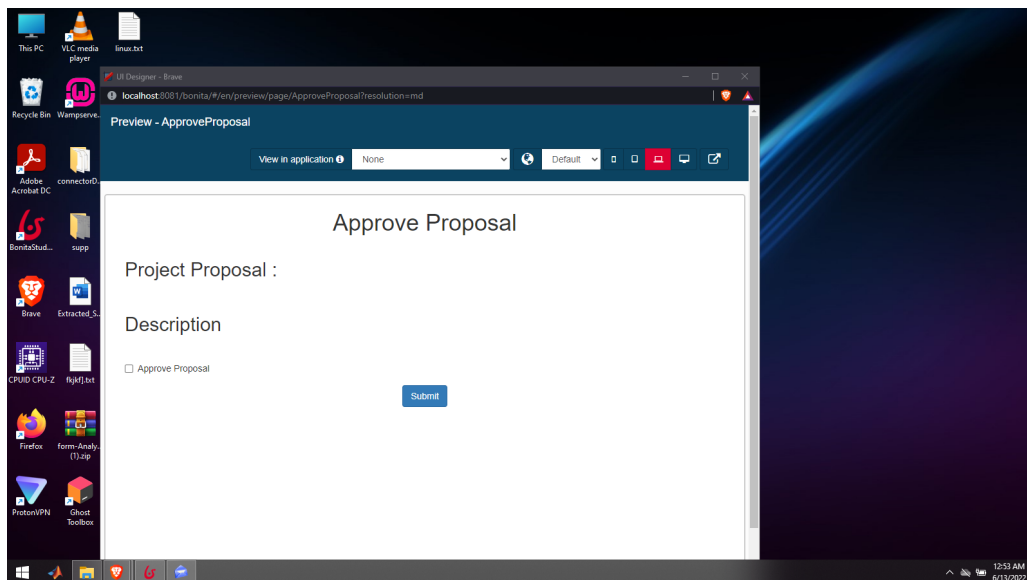 This PC
VLC media
player
linux.txt
Recycle Bin
Wampserve..
Adobe
Acrobat DC
connectorD..
BonitaStud...
supp
Brave
Extracted_S..
CPUID CPU-Z
fkjkfj.txt
Firefox
form-Analy..
(1).zip
ProtonVPN
Ghost
Toolbox
UI Designer - Brave
localhost:8081/bonita/#/en/preview/page/ApproveProposal?resolution=md
Preview - ApproveProposal
View in application
None
Default
Approve Proposal
Project Proposal :
Description
Approve Proposal
Submit
12:53 AM
6/13/2022